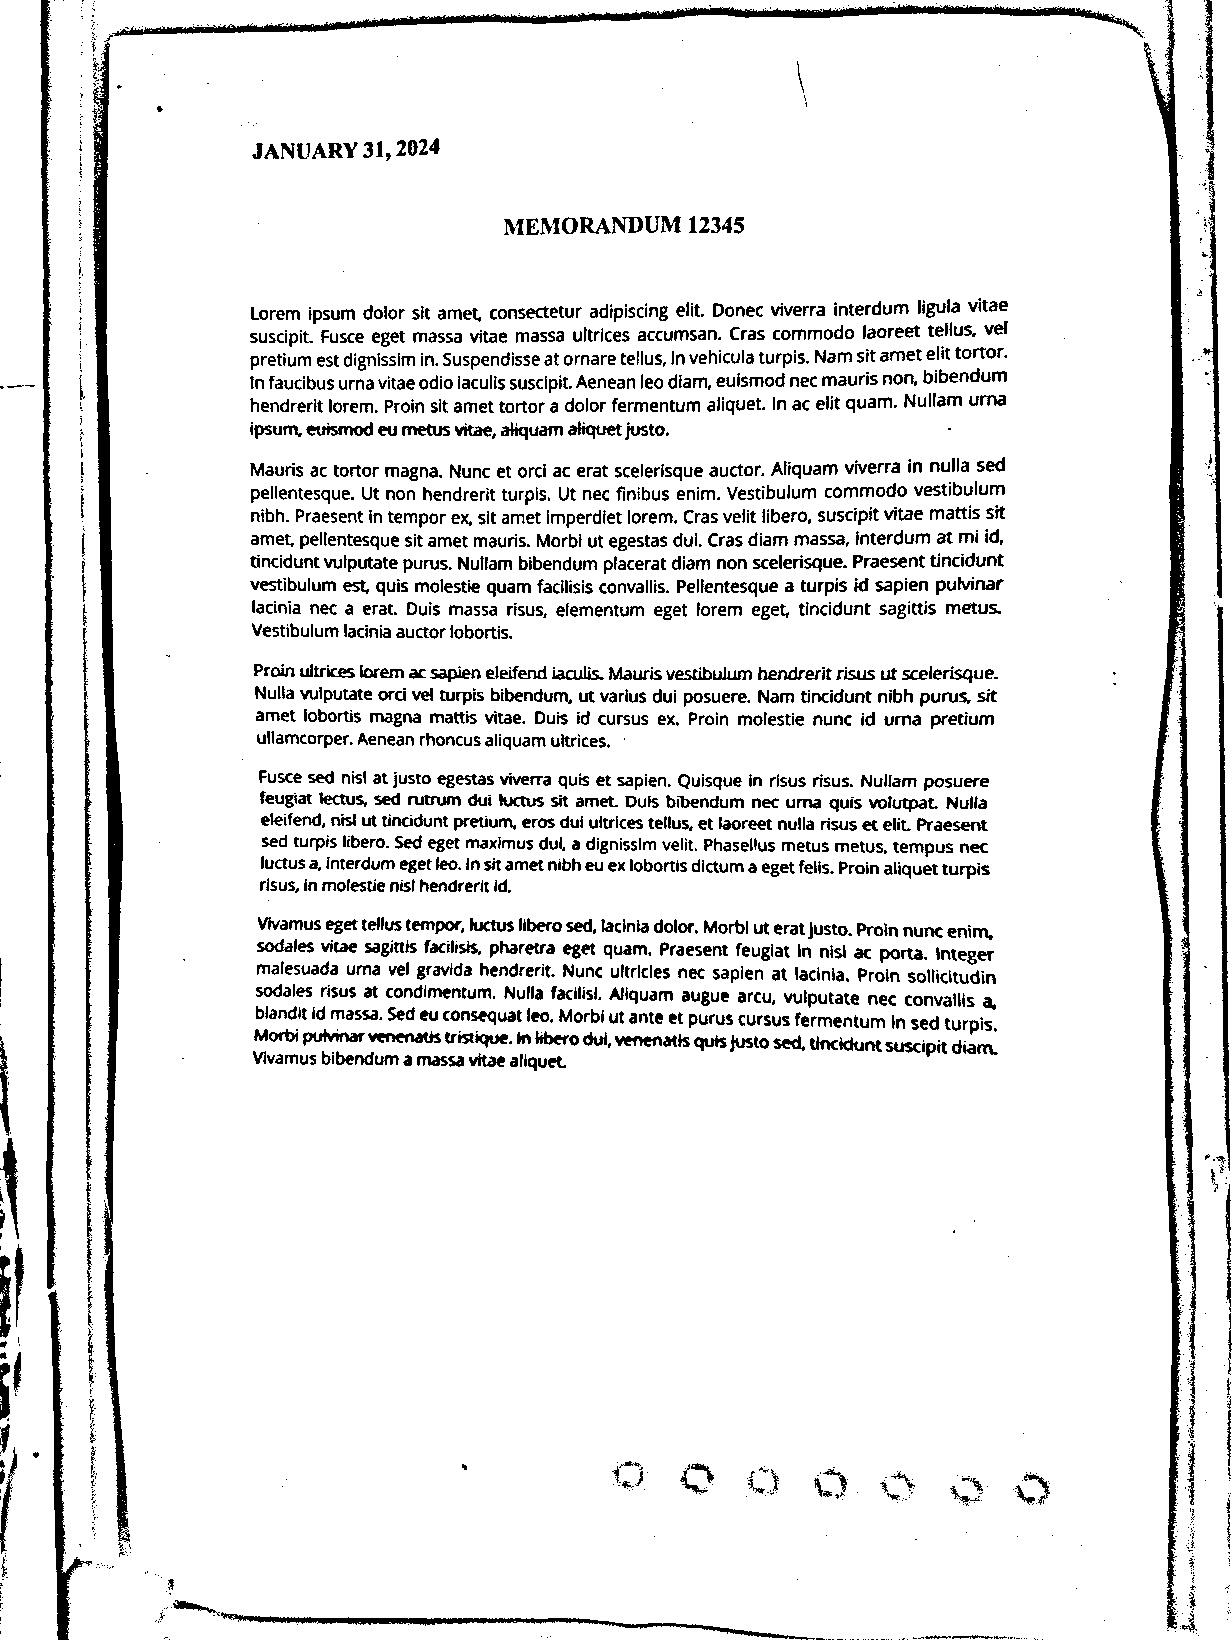 JANUARY 31, 2024
MEMORANDUM 12345
Lorem ipsum dolor sit amet, consectetur adipiscing elit. Donec viverra interdum ligula vitae
suscipit. Fusce eget massa vitae massa ultrices accumsan. Cras commodo laoreet tellus, vel
pretium est dignissim in. Suspendisse at ornare tellus, in vehicula turpis. Nam sit amet elit tortor.
In faucibus urna vitae odio iaculis suscipit. Aenean leo diam, euismod nec mauris non, bibendum
hendrerit lorem. Proin sit amet tortor a dolor fermentum aliquet. In ac elit quam. Nullam urna
ipsum, euismod eu metus vitae, aliquam aliquet justo.
Mauris ac tortor magna. Nunc et orci ac erat scelerisque auctor. Aliquam viverra in nulla sed
pellentesque. Ut non hendrerit turpis. Ut nec finibus enim. Vestibulum commodo vestibulum
nibh. Praesent in tempor ex, sit amet imperdiet lorem. Cras velit libero, suscipit vitae mattis sit
amet, pellentesque sit amet mauris. Morbi ut egestas dui. Cras diam massa, interdum at mi id,
tincidunt vulputate purus. Nullam bibendum placerat diam non scelerisque. Praesent tincidunt
vestibulum est, quis molestie quam facilisis convallis. Pellentesque a turpis id sapien pulvinar
lacinia nec a erat. Duis massa risus, elementum eget lorem eget, tincidunt sagittis metus.
Vestibulum lacinia auctor lobortis.
Proin ultrices lorem ac sapien eleifend iaculis. Mauris vestibulum hendrerit risus ut scelerisque.
Nulla vulputate orci vel turpis bibendum, ut varius dui posuere. Nam tincidunt nibh purus, sit
amet lobortis magna mattis vitae. Duis id cursus ex. Proin molestie nunc id urna pretium
ullamcorper. Aenean rhoncus aliquam ultrices.
Fusce sed nisl at justo egestas viverra quis et sapien. Quisque in risus risus. Nullam posuere
feugiat lectus, sed rutrum dui luctus sit amet. Duis bibendum nec urna quis volutpat. Nulla
eleifend, nisl ut tincidunt pretium, eros dui ultrices tellus, et laoreet nulla risus et elit. Praesent
sed turpis libero. Sed eget maximus dui, a dignissim velit. Phasellus metus metus, tempus nec
luctus a, interdum eget leo. In sit amet nibh eu ex lobortis dictum a eget felis. Proin aliquet turpis
risus, in molestie nisl hendrerit id.
Vivamus eget tellus tempor, luctus libero sed, lacinia dolor. Morbi ut erat justo. Proin nunc enim,
sodales vitae sagittis facilisis, pharetra eget quam. Praesent feugiat in nisl ac porta. Integer
malesuada urna vel gravida hendrerit. Nunc ultricies nec sapien at lacinia. Proin sollicitudin
sodales risus at condimentum. Nulla facilisi. Aliquam augue arcu, vulputate nec convallis a,
blandit id massa. Sed eu consequat leo. Morbi ut ante et purus cursus fermentum in sed turpis.
Morbi pulvinar venenatis tristique. In libero dui, venenatis quis justo sed, tincidunt suscipit diam.
Vivamus bibendum a massa vitae aliquet.